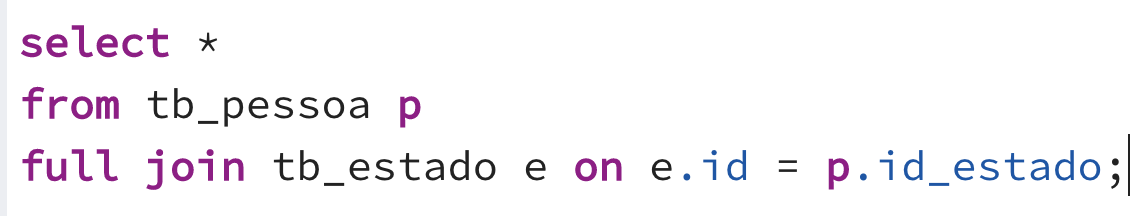 select *
from tb_pessoa p
full join tb_estado e on e.id = p.id_estado;